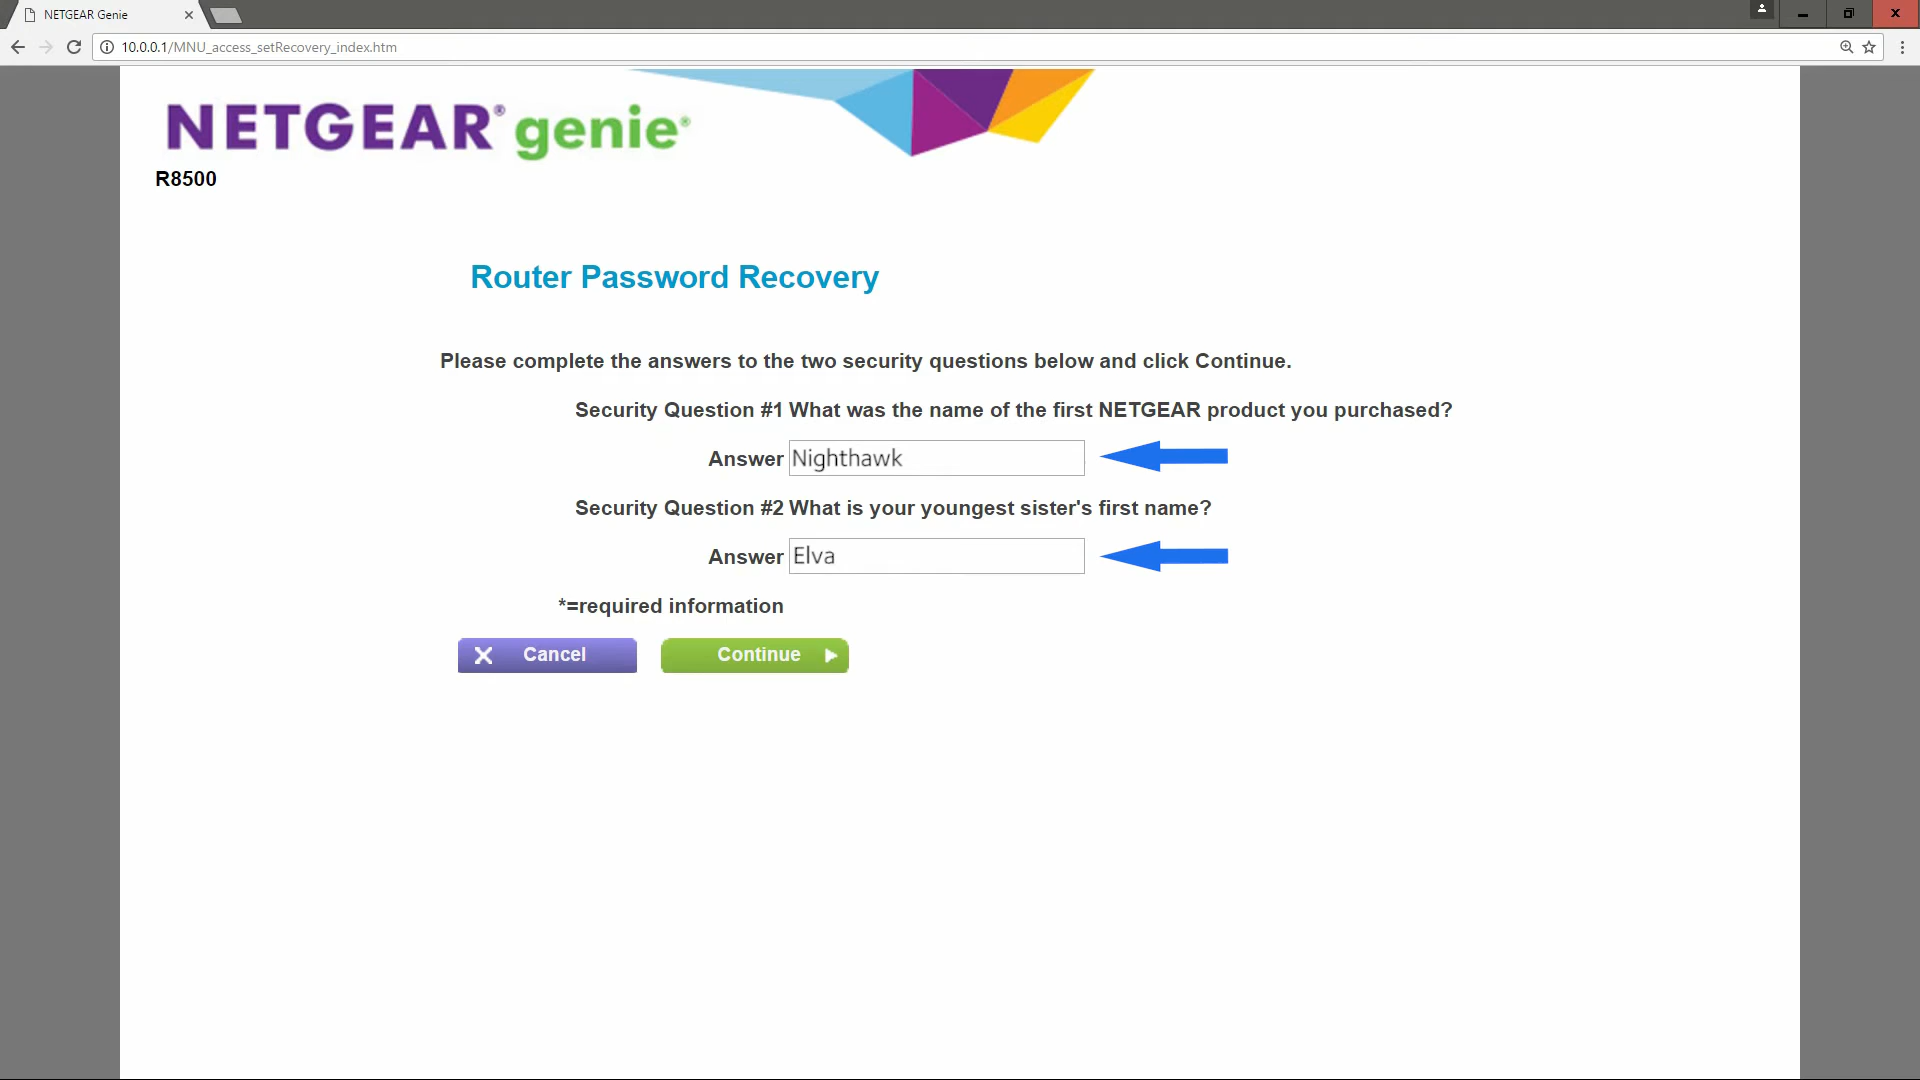 NETGEAR Genie
10.0.0.1/MNU_access_setRecovery_index.htm
NETGEAR® genie®
R8500
Router Password Recovery
Please complete the answers to the two security questions below and click Continue.
Security Question #1 What was the name of the first NETGEAR product you purchased?
Answer Nighthawk
Security Question #2 What is your youngest sister's first name?
Answer Elva
*=required information
Cancel Continue